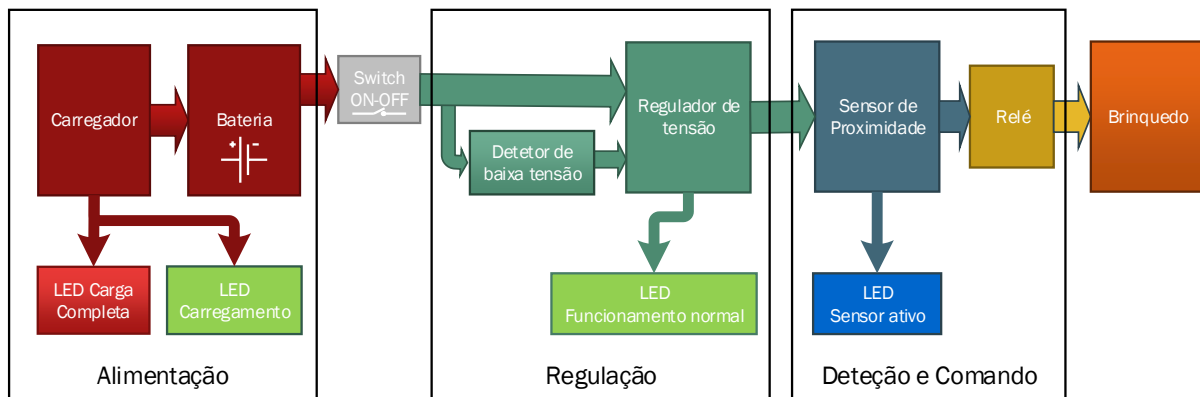 Carregador
Bateria
+ -
Switch
ON-OFF
Regulador de
tensão
Detetor de
baixa tensão
Sensor de
Proximidade
Relé
Brinquedo
LED Carga
Completa
LED
Carregamento
LED
Funcionamento normal
LED
Sensor ativo
Alimentação
Regulação
Deteção e Comando